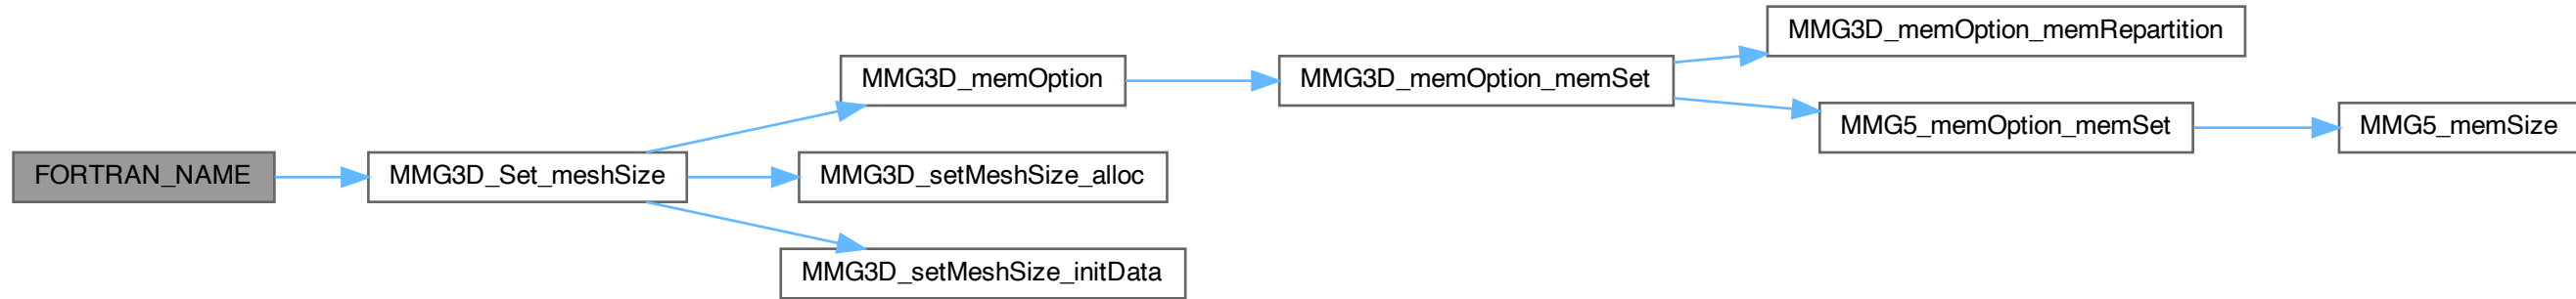 FORTRAN_NAME
MMG3D_Set_meshSize
MMG3D_memOption
MMG3D_setMeshSize_alloc
MMG3D_setMeshSize_initData
MMG3D_memOption_memSet
MMG3D_memOption_memRepartition
MMG5_memOption_memSet
MMG5_memSize